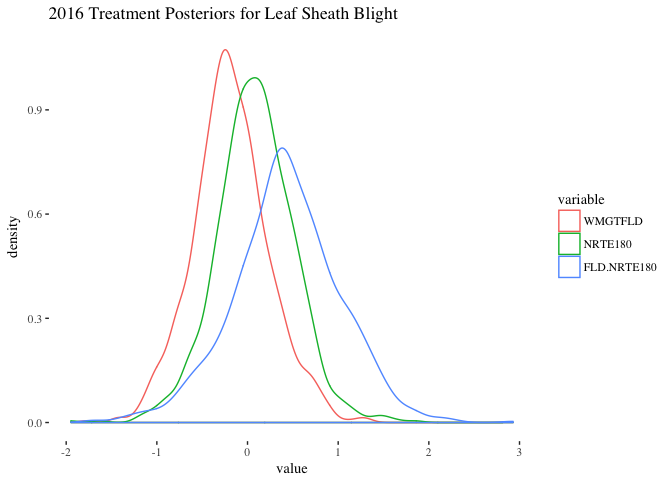 2016 Treatment Posteriors for Leaf Sheath Blight
density
0.9
0.6
0.3
0.0
-2 -1 0 1 2 3
value
variable
WMGTFLD
NRTE180
FLD.NRTE180